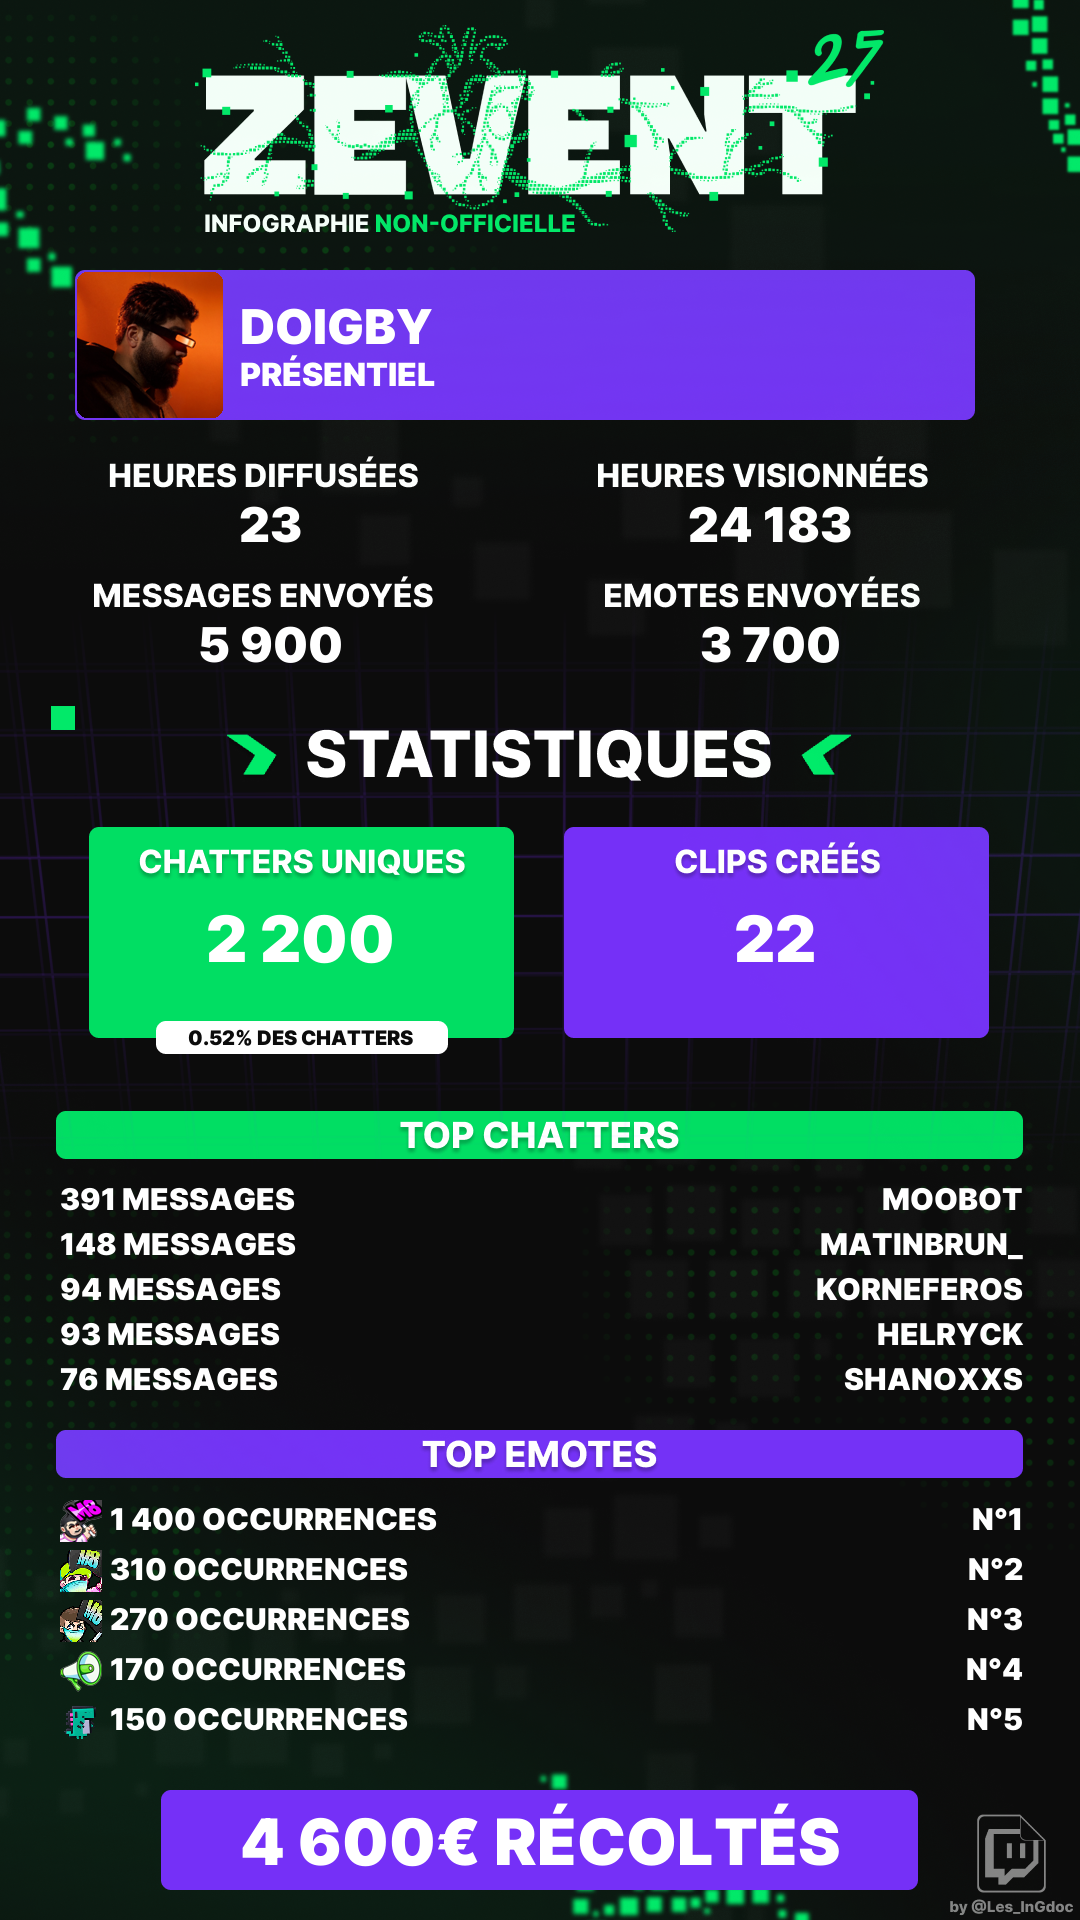 ZEVENT 25
INFOGRAPHIE NON-OFFICIELLE
DOIGBY
PRÉSENTIEL
HEURES DIFFUSÉES
23
HEURES VISIONNÉES
24 183
MESSAGES ENVOYÉS
5 900
EMOTES ENVOYÉES
3 700
STATISTIQUES
CHATTERS UNIQUES
2 200
0.52% DES CHATTERS
CLIPS CRÉÉS
22
TOP CHATTERS
391 MESSAGES MOOBOT
148 MESSAGES MATINBRUN_
94 MESSAGES KORNEFEROS
93 MESSAGES HELRYCK
76 MESSAGES SHANOXXS
TOP EMOTES
1 400 OCCURRENCES N°1
310 OCCURRENCES N°2
270 OCCURRENCES N°3
170 OCCURRENCES N°4
150 OCCURRENCES N°5
4 600€ RÉCOLTÉS
by @Les_InGdoc